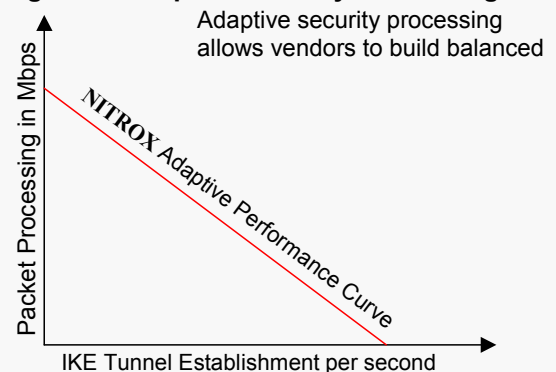 Adaptive security processing
allows vendors to build balanced
Packet Processing in Mbps
NITROX Adaptive Performance Curve
IKE Tunnel Establishment per second